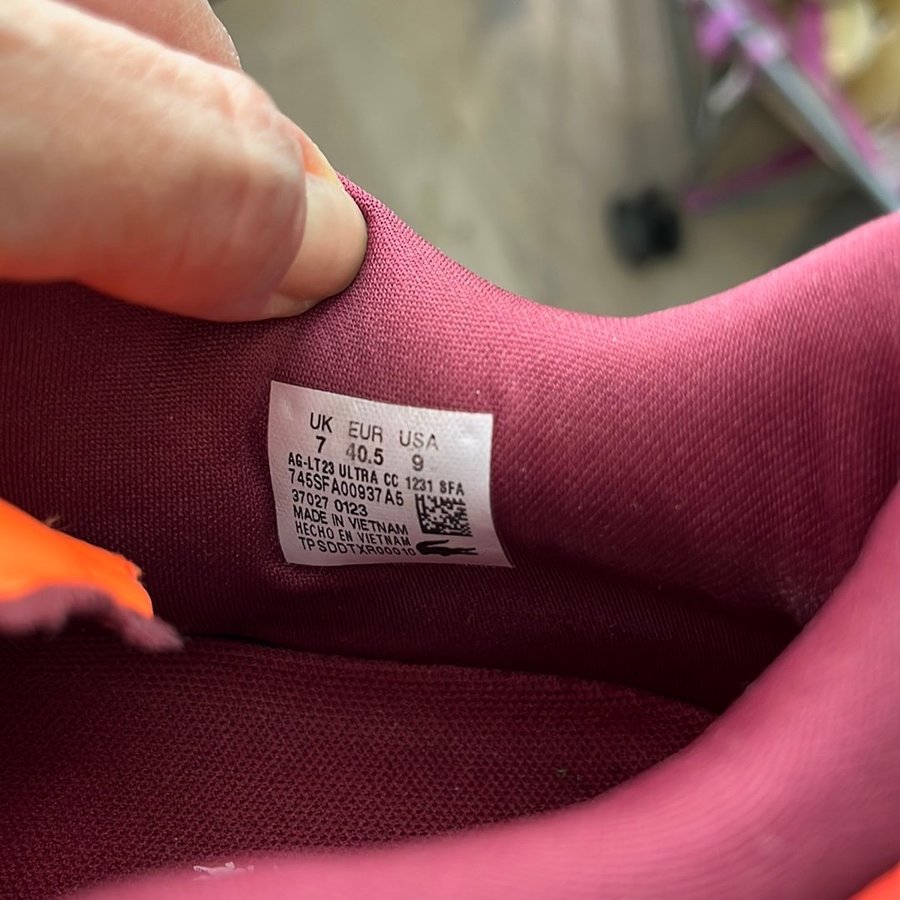 UK EUR USA
7 40.5 9
AG-LT23 ULTRA CC 1231 SFA
745SFA00937A5
37027 0123
MADE IN VIETNAM
HECHO EN VIETNAM
TPSDDTXR00010